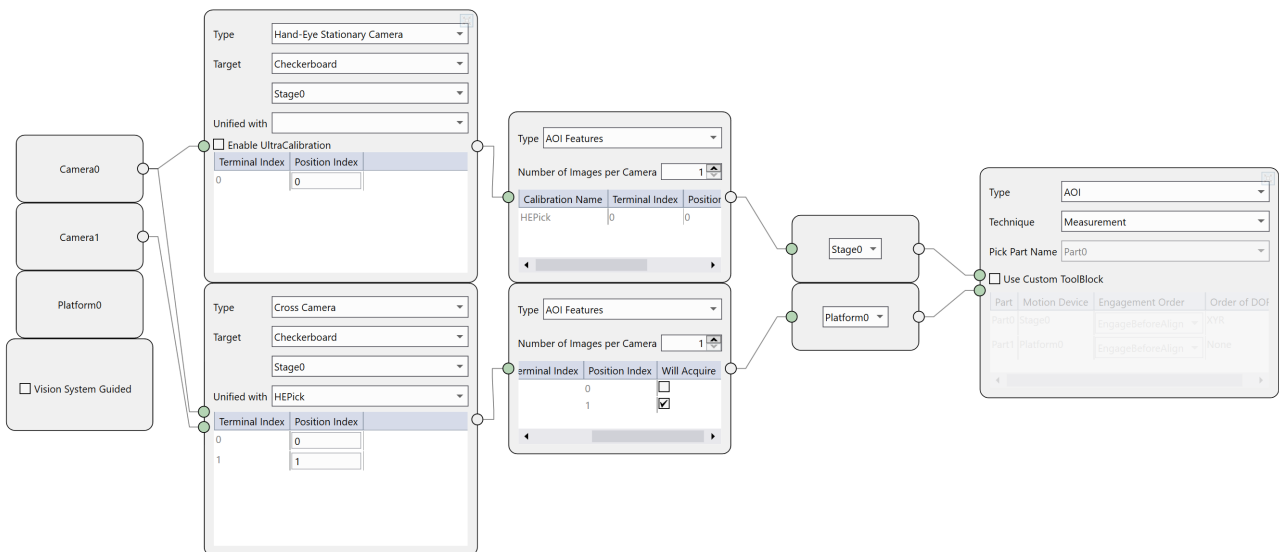 Camera0
Camera1
Platform0
Vision System Guided
Type Hand-Eye Stationary Camera
Target Checkerboard
Stage0
Unified with
Enable UltraCalibration
Terminal Index Position Index
0 0
Type Cross Camera
Target Checkerboard
Stage0
Unified with HEPick
Terminal Index Position Index
0 0
1 1
Type AOI Features
Number of Images per Camera 1
Calibration Name Terminal Index Position
HEPick 0 0
Type AOI Features
Number of Images per Camera 1
erminal Index Position Index Will Acquire
0
1
Stage0
Platform0
Type AOI
Technique Measurement
Pick Part Name Part0
Use Custom ToolBlock
Part Motion Device Engagement Order Order of DOF
Part0 Stage0 EngageBeforeAlign XYR
Part1 Platform0 EngageBeforeAlign None